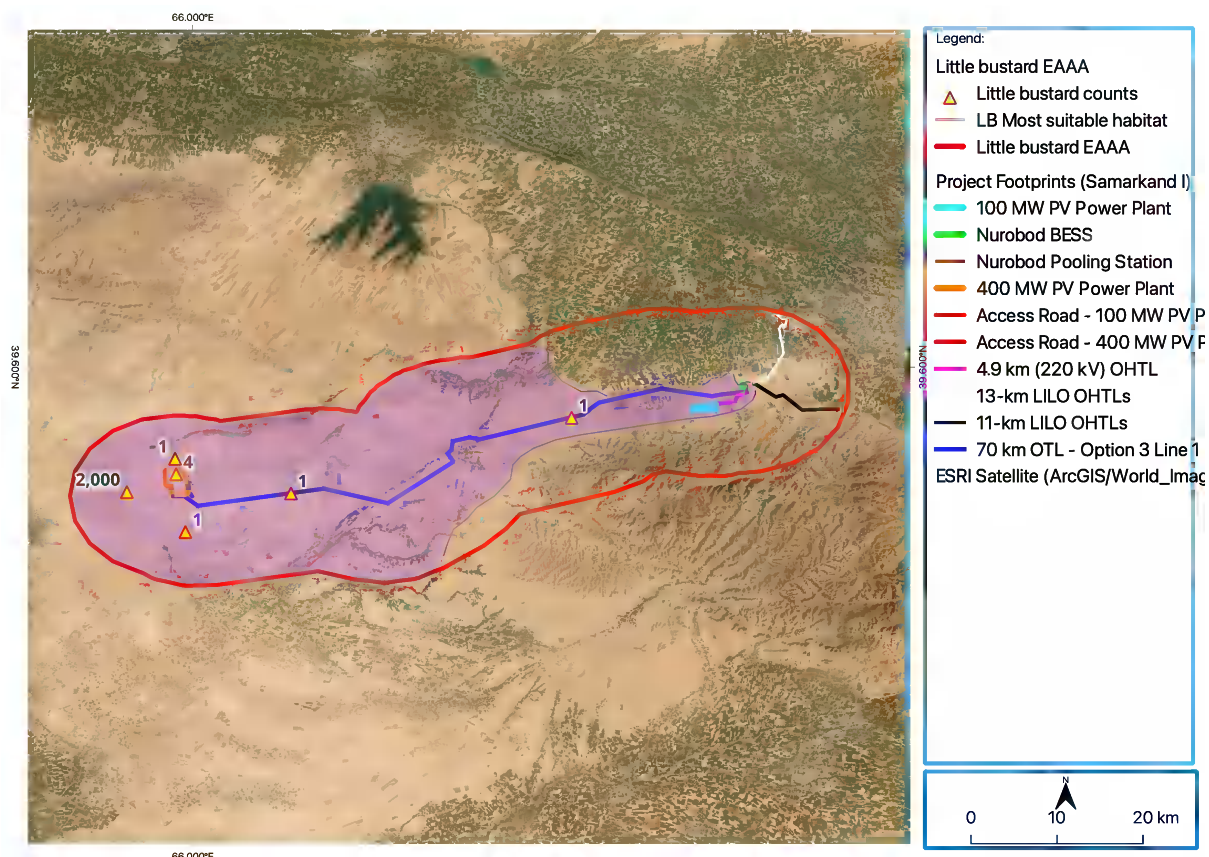 66.000°E
Legend:
Little bustard EAAA
Little bustard counts
LB Most suitable habitat
Little bustard EAAA
Project Footprints (Samarkand I)
100 MW PV Power Plant
Nurobod BESS
Nurobod Pooling Station
400 MW PV Power Plant
Access Road - 100 MW PV P
Access Road - 400 MW PV P
4.9 km (220 kV) OHTL
13-km LILO OHTLs
11-km LILO OHTLs
70 km OTL - Option 3 Line 1
ESRI Satellite (ArcGIS/World_Imag
39.600°N
39.600°N
1
1
4
2,000
1
1
N
0 10 20 km
66.000°E